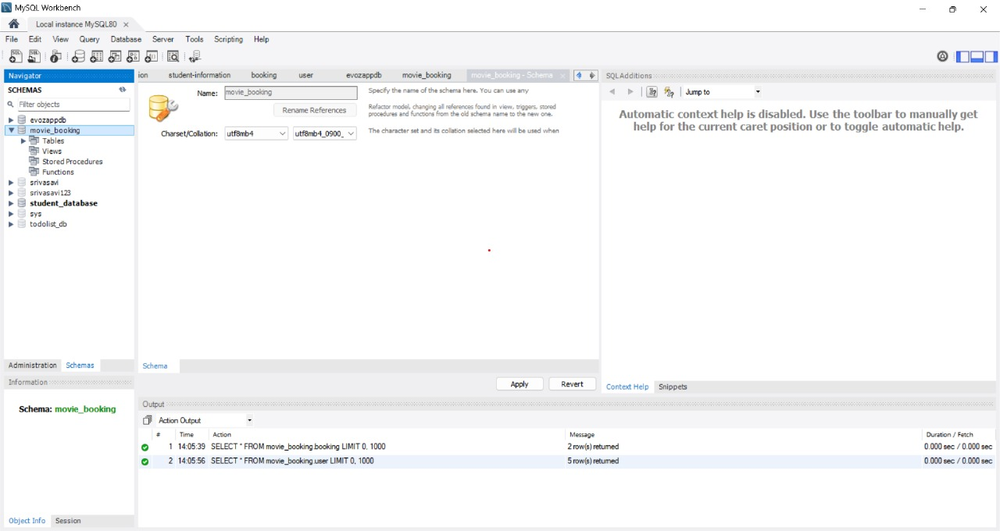 MySQL Workbench
Local instance MySQL80
File Edit View Query Database Server Tools Scripting Help
Navigator
SCHEMAS
Filter objects
evozappdb
movie_booking
Tables
Views
Stored Procedures
Functions
srivasavi
srivasavi123
student_database
sys
todolist_db
Administration Schemas
Information
Schema: movie_booking
Object Info Session
ion student-information booking user evozappdb movie_booking movie_booking - Schema
Name: movie_booking
Specify the name of the schema here. You can use any
Rename References
Refactor model, changing all references found in view, triggers, stored
procedures and functions from the old schema name to the new one.
Charset/Collation: utf8mb4 utf8mb4_0900_
The character set and its collation selected here will be used when
Schema
Apply Revert
SQLAdditions
Jump to
Automatic context help is disabled. Use the toolbar to manually get
help for the current caret position or to toggle automatic help.
Context Help Snippets
Output
Action Output
# Time Action Message Duration / Fetch
1 14:05:39 SELECT * FROM movie_booking.booking LIMIT 0, 1000 2 row(s) returned 0.000 sec / 0.000 sec
2 14:05:56 SELECT * FROM movie_booking.user LIMIT 0, 1000 5 row(s) returned 0.000 sec / 0.000 sec